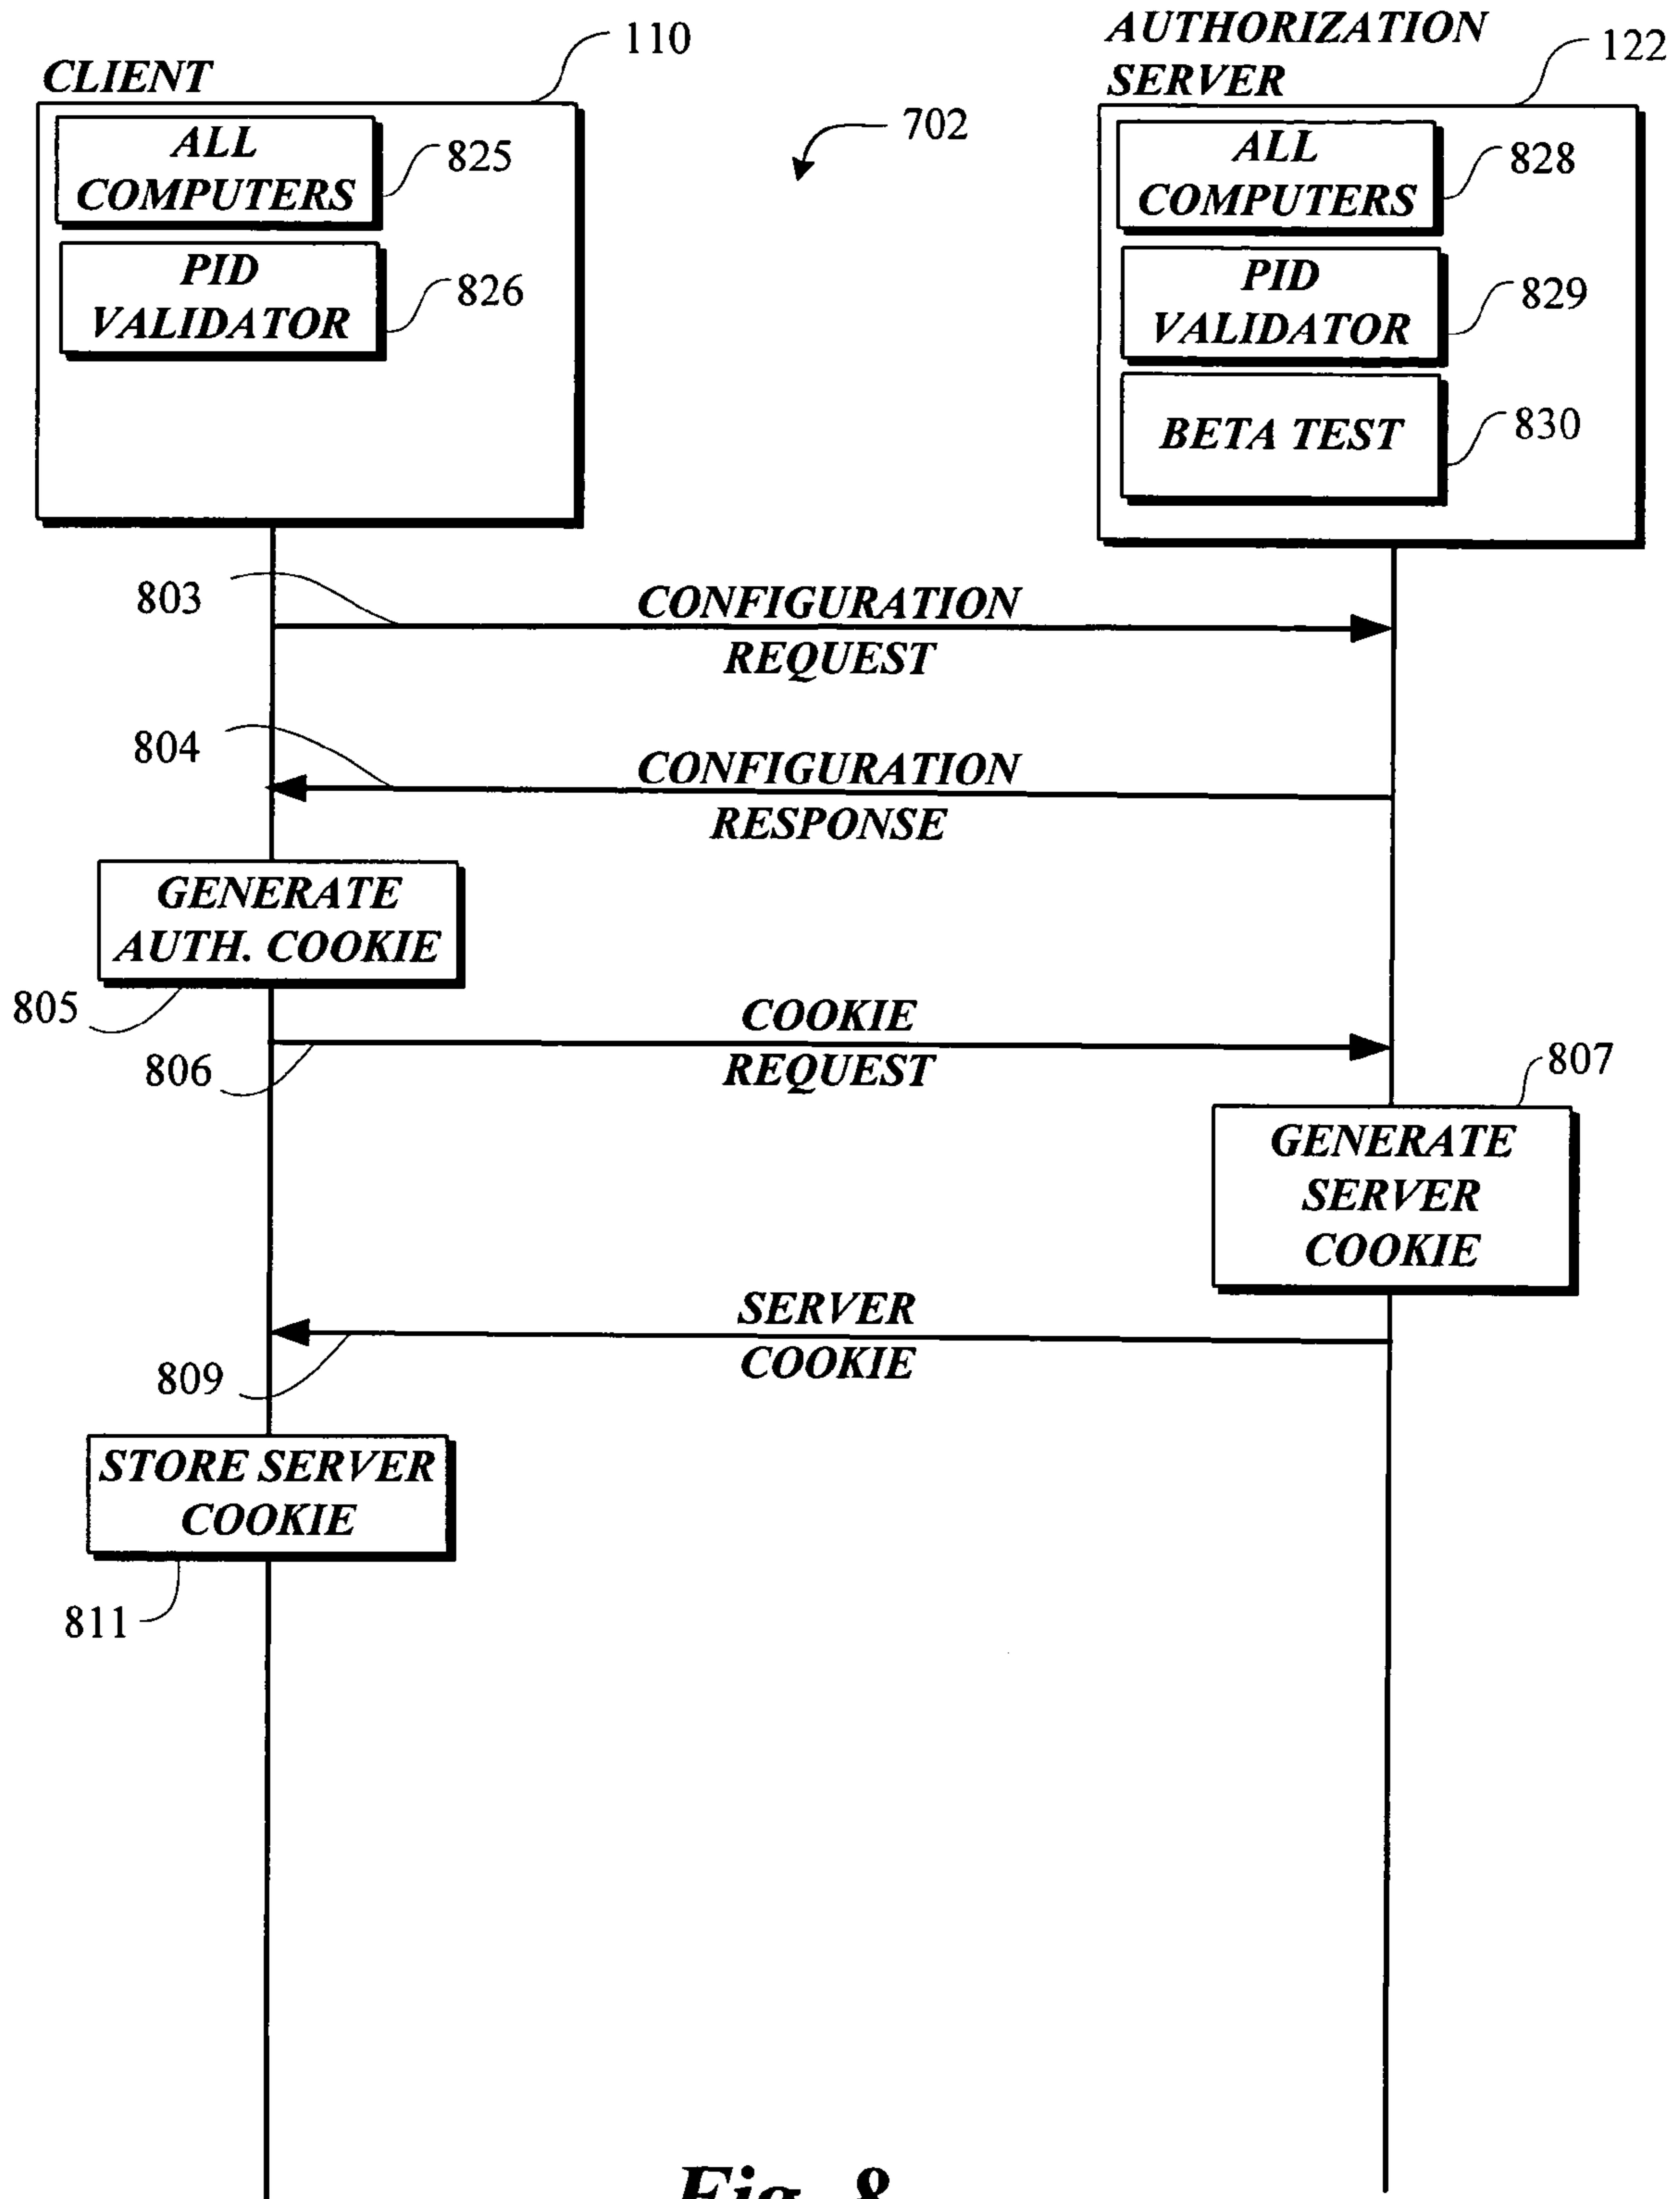 110
CLIENT
AUTHORIZATION
SERVER
122
702
ALL
COMPUTERS
825
PID
VALIDATOR
826
ALL
COMPUTERS
828
PID
VALIDATOR
829
BETA TEST
830
803
CONFIGURATION
REQUEST
804
CONFIGURATION
RESPONSE
GENERATE
AUTH. COOKIE
805
806
COOKIE
REQUEST
807
GENERATE
SERVER
COOKIE
SERVER
COOKIE
809
STORE SERVER
COOKIE
811
Fig. 8